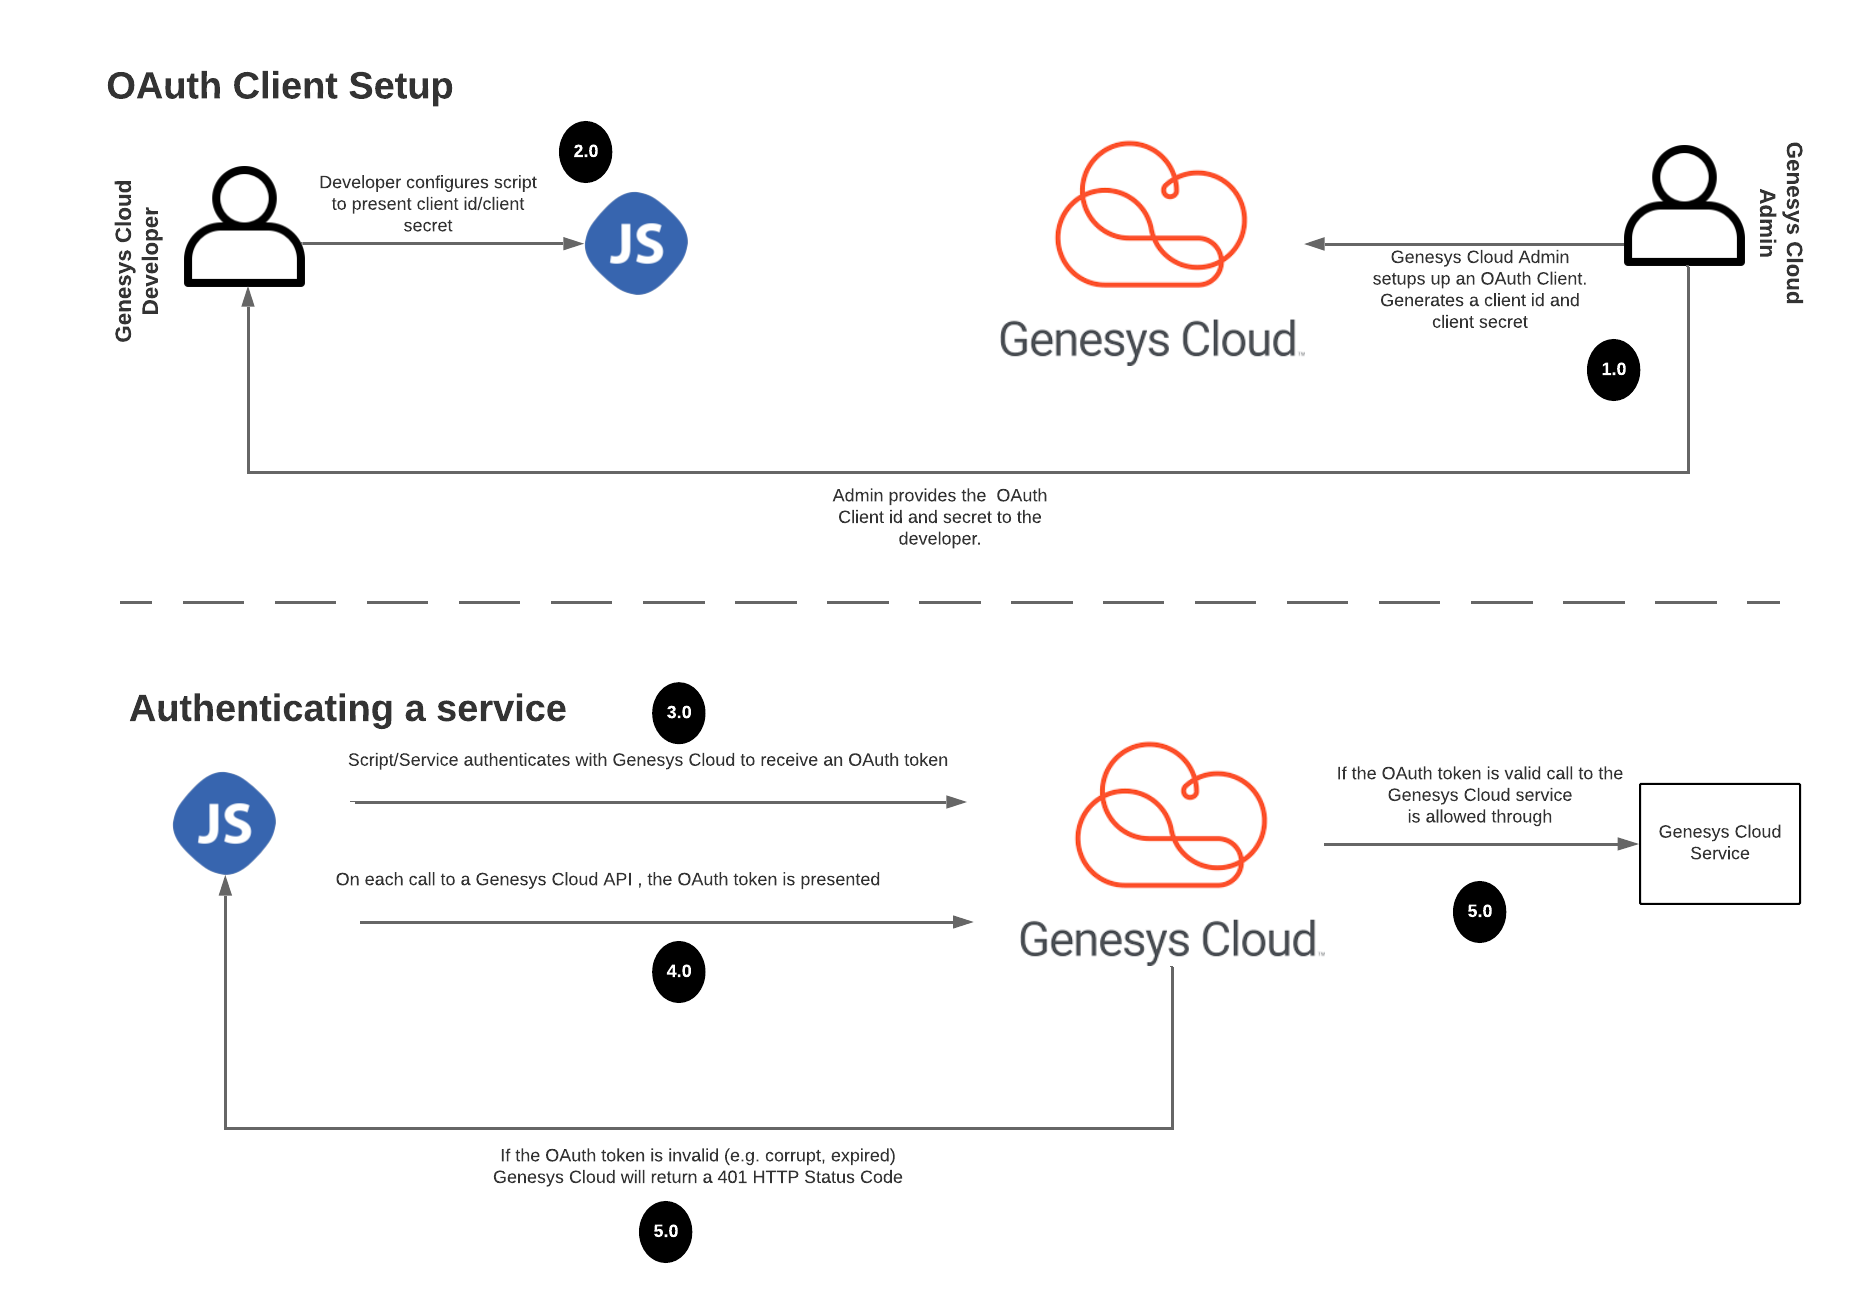 OAuth Client Setup
2.0
Genesys Cloud
Developer
Developer configures script
to present client id/client
secret
JS
Genesys Cloud
Genesys Cloud
Admin
Genesys Cloud Admin
setups up an OAuth Client.
Generates a client id and
client secret
1.0
Admin provides the  OAuth
Client id and secret to the
developer.
Authenticating a service
3.0
Script/Service authenticates with Genesys Cloud to receive an OAuth token
JS
On each call to a Genesys Cloud API , the OAuth token is presented
4.0
Genesys Cloud
If the OAuth token is valid call to the
Genesys Cloud service
is allowed through
Genesys Cloud
Service
5.0
If the OAuth token is invalid (e.g. corrupt, expired)
Genesys Cloud will return a 401 HTTP Status Code
5.0